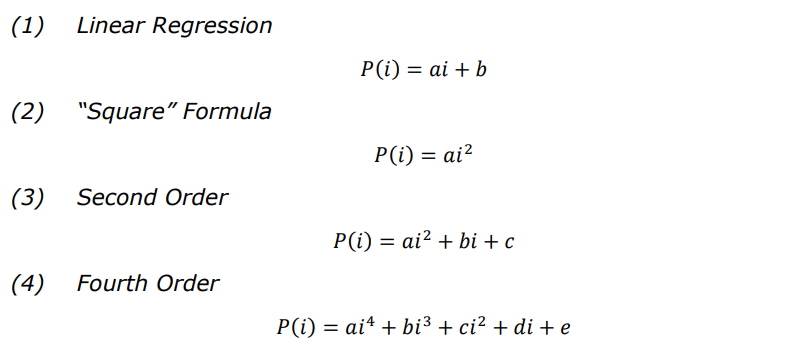 (1) Linear Regression
P(i) = ai + b
(2) "Square" Formula
P(i) = ai²
(3) Second Order
P(i) = ai² + bi + c
(4) Fourth Order
P(i) = ai⁴ + bi³ + ci² + di + e